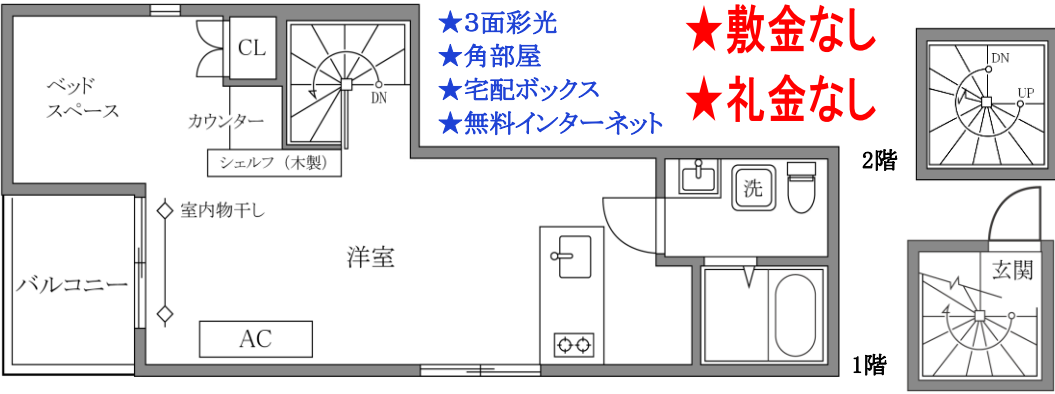 ★3面彩光
★角部屋
★宅配ボックス
★無料インターネット
★敷金なし
★礼金なし
CL
ベッド
スペース
カウンター
DN
シェルフ（木製）
室内物干し
バルコニー
洋室
AC
洗
DN
UP
2階
玄関
1階